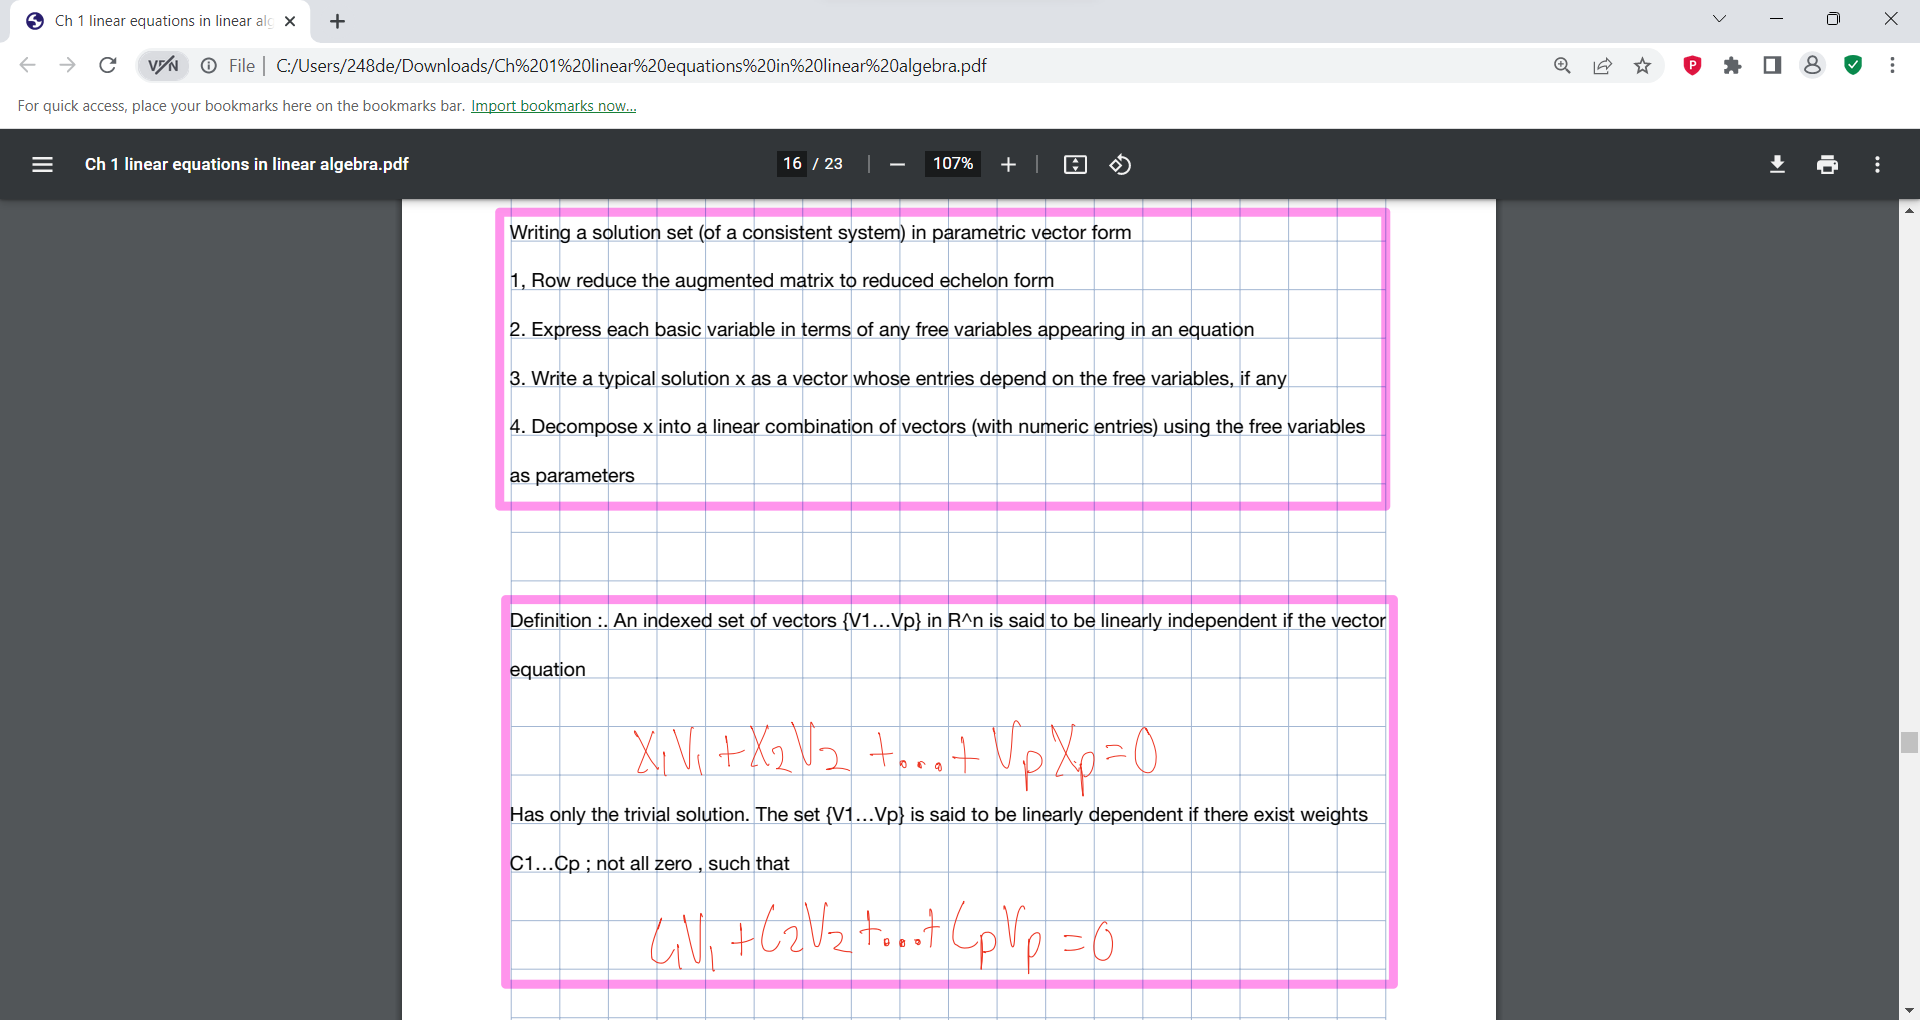 Ch 1 linear equations in linear alg
VPN File C:/Users/248de/Downloads/Ch%201%20linear%20equations%20in%20linear%20algebra.pdf
For quick access, place your bookmarks here on the bookmarks bar. Import bookmarks now...
Ch 1 linear equations in linear algebra.pdf 16 / 23 107%
Writing a solution set (of a consistent system) in parametric vector form
1, Row reduce the augmented matrix to reduced echelon form
2. Express each basic variable in terms of any free variables appearing in an equation
3. Write a typical solution x as a vector whose entries depend on the free variables, if any
4. Decompose x into a linear combination of vectors (with numeric entries) using the free variables
as parameters
Definition :. An indexed set of vectors {V1...Vp} in R^n is said to be linearly independent if the vector
equation
X₁V₁ + X₂V₂ + .... + VpXp = 0
Has only the trivial solution. The set {V1...Vp} is said to be linearly dependent if there exist weights
C1...Cp ; not all zero , such that
C₁V₁ + C₂V₂ + .... + CpVp = 0